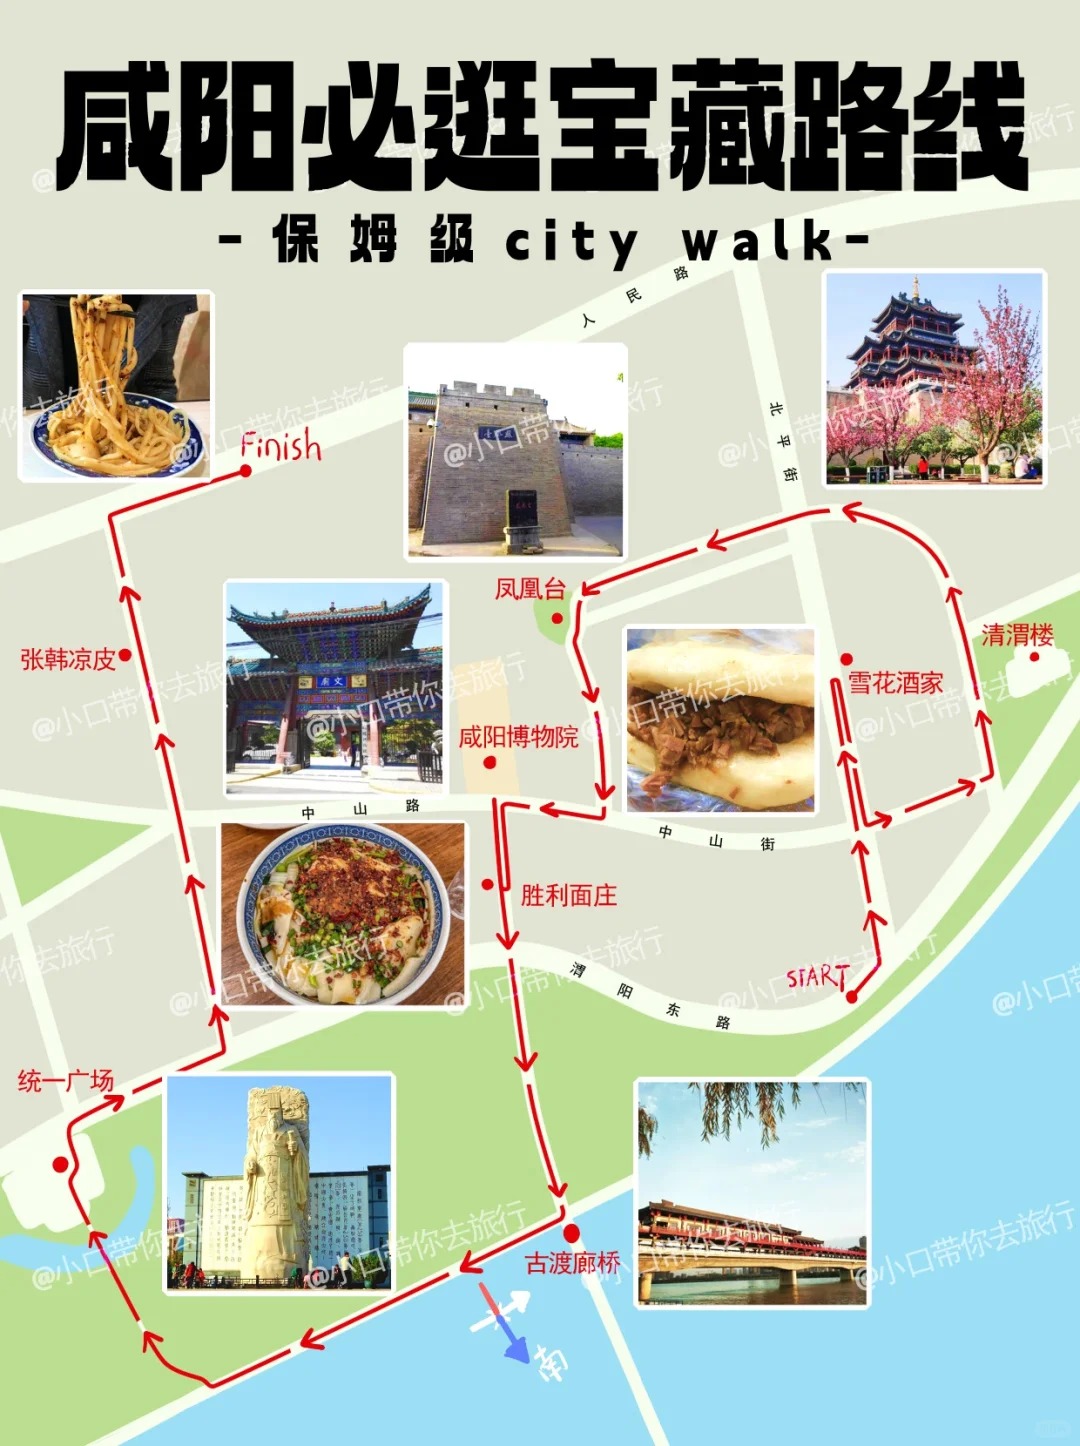 咸阳必逛宝藏路线
- 保姆级 city walk-
人民路
北平街
Finish
凤凰台
清渭楼
张韩凉皮
雪花酒家
文廟
咸阳博物院
中山路
中山街
胜利面庄
渭阳东路
START
统一广场
古渡廊桥
南
@小口带你去旅行